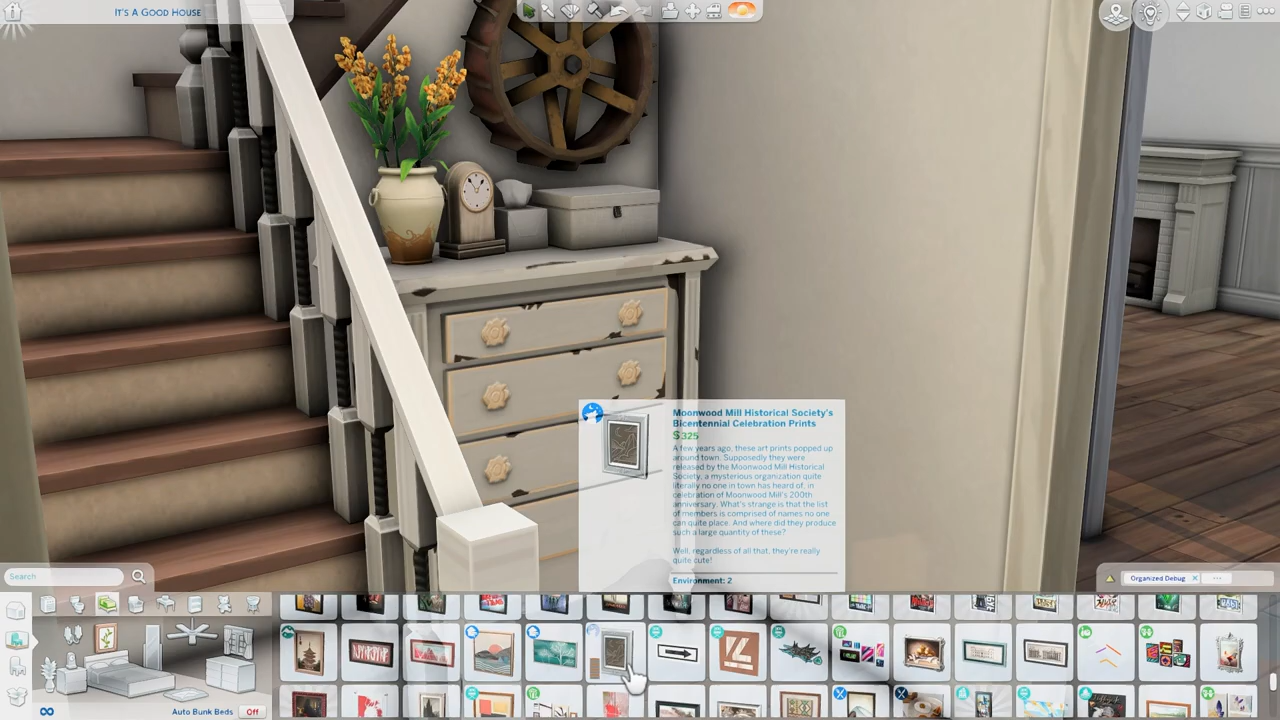 It's A Good House
Moonwood Mill Historical Society's
Bicentennial Celebration Prints
$325
A few years ago, these art prints popped up
around town. Supposedly they were
released by the Moonwood Mill Historical
Society, a mysterious organization quite
literally no one in town has heard of, in
celebration of Moonwood Mill's 200th
anniversary. What's strange is that the list
of members is comprised of names no one
can quite place. And where did they produce
such a large quantity of these?
Well, regardless of all that, they're really
quite cute!
Environment: 2
Search
Organized Debug
Auto Bunk Beds Off